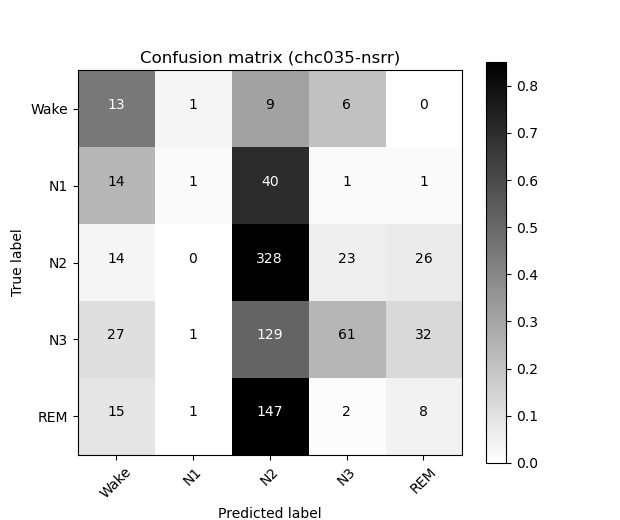 Confusion matrix (chc035-nsrr)
True label
Wake 13 1 9 6 0
N1 14 1 40 1 1
N2 14 0 328 23 26
N3 27 1 129 61 32
REM 15 1 147 2 8
Wake N1 N2 N3 REM
Predicted label
0.8
0.7
0.6
0.5
0.4
0.3
0.2
0.1
0.0